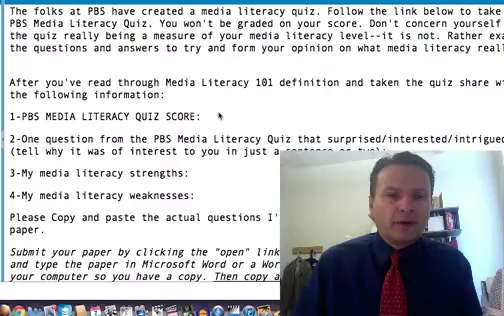 The folks at PBS have created a media literacy quiz. Follow the link below to take
PBS Media Literacy Quiz. You won't be graded on your score. Don't concern yourself
the quiz really being a measure of your media literacy level--it is not. Rather exa
the questions and answers to try and form your opinion on what media literacy reall
After you've read through Media Literacy 101 definition and taken the quiz share w
the following information:
1-PBS MEDIA LITERACY QUIZ SCORE:
2-One question from the PBS Media Literacy Quiz that surprised/interested/intrigued
(tell why it was of interest to you in just a sentence or two):
3-My media literacy strengths:
4-My media literacy weaknesses:
Please Copy and paste the actual questions I'
paper.
Submit your paper by clicking the "open" link
and type the paper in Microsoft Word or a Wor
your computer so you have a copy. Then copy a